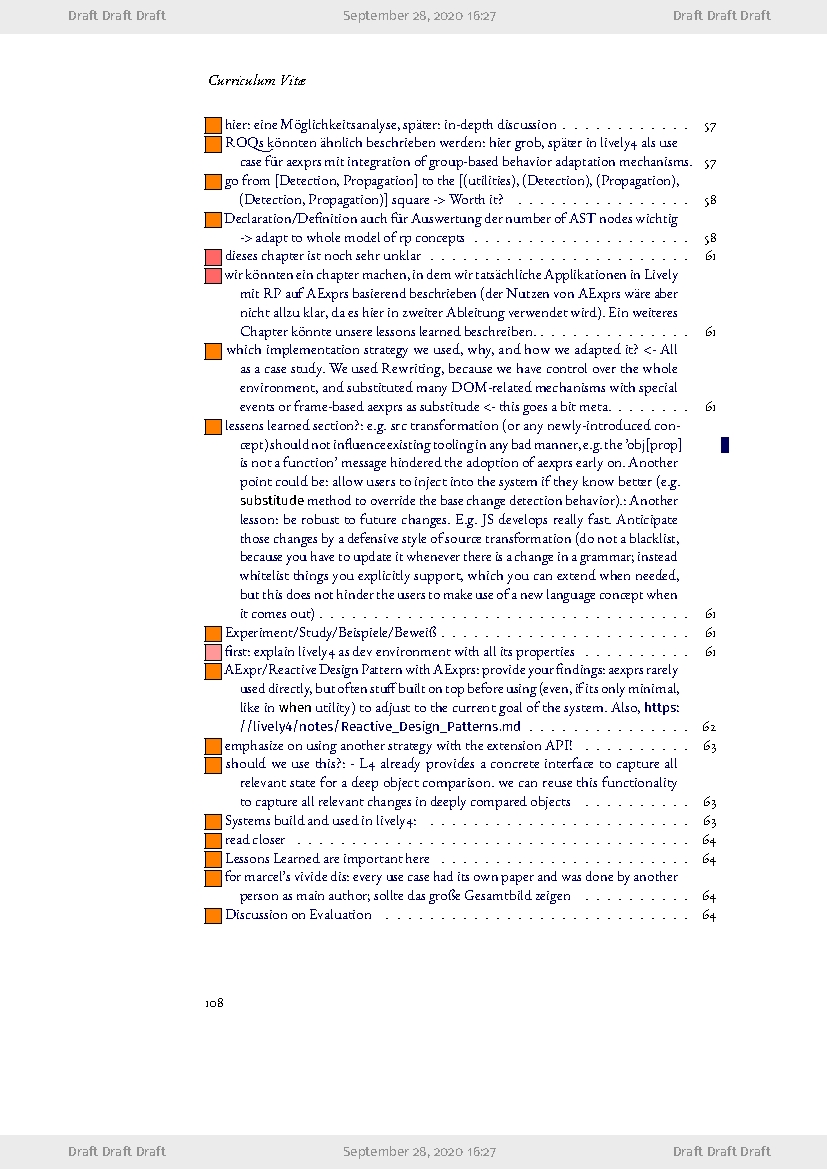 Draft Draft Draft September 28, 2020 16:27 Draft Draft Draft
Curriculum Vitæ
hier: eine Möglichkeitsanalyse, später: in-depth discussion . . . . . . . . . . . . 57
ROQs könnten ähnlich beschrieben werden: hier grob, später in lively4 als use
case für aexprs mit integration of group-based behavior adaptation mechanisms. 57
go from [Detection, Propagation] to the [(utilities), (Detection), (Propagation),
(Detection, Propagation)] square -> Worth it? . . . . . . . . . . . . . . . . 58
Declaration/Definition auch für Auswertung der number of AST nodes wichtig
-> adapt to whole model of rp concepts . . . . . . . . . . . . . . . . . . . . 58
dieses chapter ist noch sehr unklar . . . . . . . . . . . . . . . . . . . . . . . . 61
wir könnten ein chapter machen, in dem wir tatsächliche Applikationen in Lively
mit RP auf AExprs basierend beschrieben (der Nutzen von AExprs wäre aber
nicht allzu klar, da es hier in zweiter Ableitung verwendet wird). Ein weiteres
Chapter könnte unsere lessons learned beschreiben. . . . . . . . . . . . . . . 61
which implementation strategy we used, why, and how we adapted it? <- All
as a case study. We used Rewriting, because we have control over the whole
environment, and substituted many DOM-related mechanisms with special
events or frame-based aexprs as substitude <- this goes a bit meta. . . . . . . . 61
lessens learned section?: e.g. src transformation (or any newly-introduced con-
cept) should not influence existing tooling in any bad manner, e.g. the 'obj[prop]
is not a function' message hindered the adoption of aexprs early on. Another
point could be: allow users to inject into the system if they know better (e.g.
substitude method to override the base change detection behavior).: Another
lesson: be robust to future changes. E.g. JS develops really fast. Anticipate
those changes by a defensive style of source transformation (do not a blacklist,
because you have to update it whenever there is a change in a grammar; instead
whitelist things you explicitly support, which you can extend when needed,
but this does not hinder the users to make use of a new language concept when
it comes out) . . . . . . . . . . . . . . . . . . . . . . . . . . . . . . . . . . . 61
Experiment/Study/Beispiele/Beweiß . . . . . . . . . . . . . . . . . . . . . . . 61
first: explain lively4 as dev environment with all its properties . . . . . . . . . . 61
AExpr/Reactive Design Pattern with AExprs: provide your findings: aexprs rarely
used directly, but often stuff built on top before using (even, if its only minimal,
like in when utility) to adjust to the current goal of the system. Also, https:
//lively4/notes/Reactive_Design_Patterns.md . . . . . . . . . . . . . . . 62
emphasize on using another strategy with the extension API! . . . . . . . . . . 63
should we use this?: - L4 already provides a concrete interface to capture all
relevant state for a deep object comparison. we can reuse this functionality
to capture all relevant changes in deeply compared objects . . . . . . . . . . 63
Systems build and used in lively4: . . . . . . . . . . . . . . . . . . . . . . . . 63
read closer . . . . . . . . . . . . . . . . . . . . . . . . . . . . . . . . . . . . . 64
Lessons Learned are important here . . . . . . . . . . . . . . . . . . . . . . . 64
for marcel's vivide dis: every use case had its own paper and was done by another
person as main author; sollte das große Gesamtbild zeigen . . . . . . . . . . 64
Discussion on Evaluation . . . . . . . . . . . . . . . . . . . . . . . . . . . . 64
108
Draft Draft Draft September 28, 2020 16:27 Draft Draft Draft